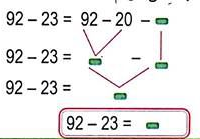 92 – 23 = 92 – 20 –
92 – 23 = –
92 – 23 =
92 – 23 =